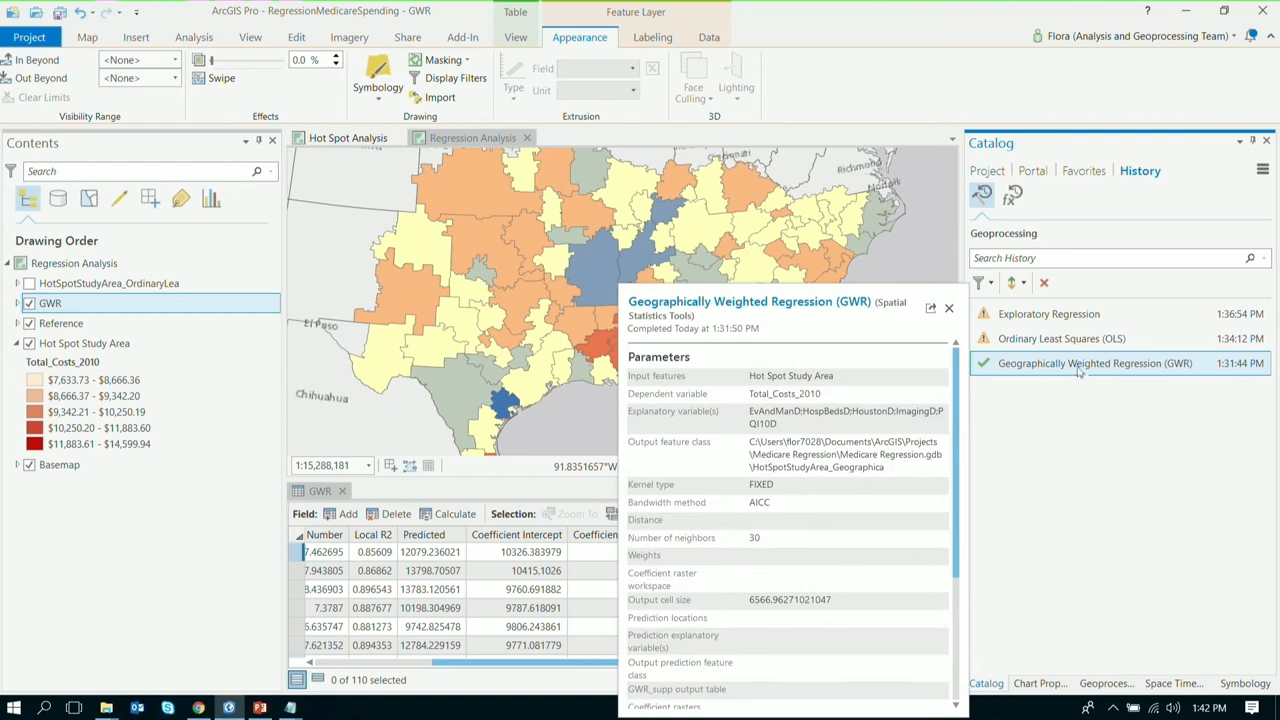 ArcGIS Pro - RegressionMedicareSpending - GWR
Table
Feature Layer
?
Project
Map
Insert
Analysis
View
Edit
Imagery
Share
Add-In
View
Appearance
Labeling
Data
Flora (Analysis and Geoprocessing Team)
In Beyond
<None>
Out Beyond
<None>
Clear Limits
Visibility Range
0.0 %
Swipe
Effects
Symbology
Masking
Display Filters
Import
Drawing
Type
Field
Unit
Extrusion
Face
Culling
Lighting
3D
Contents
Search
Drawing Order
Regression Analysis
HotSpotStudyArea_OrdinaryLea
GWR
Reference
Hot Spot Study Area
Total_Costs_2010
$7,633.73 - $8,666.36
$8,666.37 - $9,342.20
$9,342.21 - $10,250.19
$10,250.20 - $11,883.60
$11,883.61 - $14,599.94
Basemap
Hot Spot Analysis
Regression Analysis
Richmond
Norfolk
El Paso
Chihuahua
1:15,288,181
91.8351657°W
GWR
Field:
Add
Delete
Calculate
Selection:
Zoom To
Number
Local R2
Predicted
Coefficient Intercept
Coefficien
7.462695 0.85609 12079.236021 10326.383979
7.943805 0.86862 13798.70507 10415.1026
8.436903 0.896543 13783.120561 9760.691882
7.3787 0.887677 10198.304969 9787.618091
6.635747 0.881273 9742.825478 9806.243861
7.621352 0.894353 12784.229159 9771.081779
0 of 110 selected
Geographically Weighted Regression (GWR) (Spatial
Statistics Tools)
Completed Today at 1:31:50 PM
Parameters
Input features Hot Spot Study Area
Dependent variable Total_Costs_2010
Explanatory variable(s) EvAndManD;HospBedsD;HoustonD;ImagingD;P
QI10D
Output feature class C:\Users\flor7028\Documents\ArcGIS\Projects
\Medicare Regression\Medicare Regression.gdb
\HotSpotStudyArea_Geographica
Kernel type FIXED
Bandwidth method AICC
Distance
Number of neighbors 30
Weights
Coefficient raster
workspace
Output cell size 6566.96271021047
Prediction locations
Prediction explanatory
variable(s)
Output prediction feature
class
GWR_supp output table
Coefficient rasters
Catalog
Project
Portal
Favorites
History
Geoprocessing
Search History
Exploratory Regression 1:36:54 PM
Ordinary Least Squares (OLS) 1:34:12 PM
Geographically Weighted Regression (GWR) 1:31:44 PM
Catalog
Chart Prop...
Geoproces...
Space Time...
Symbology
1:42 PM